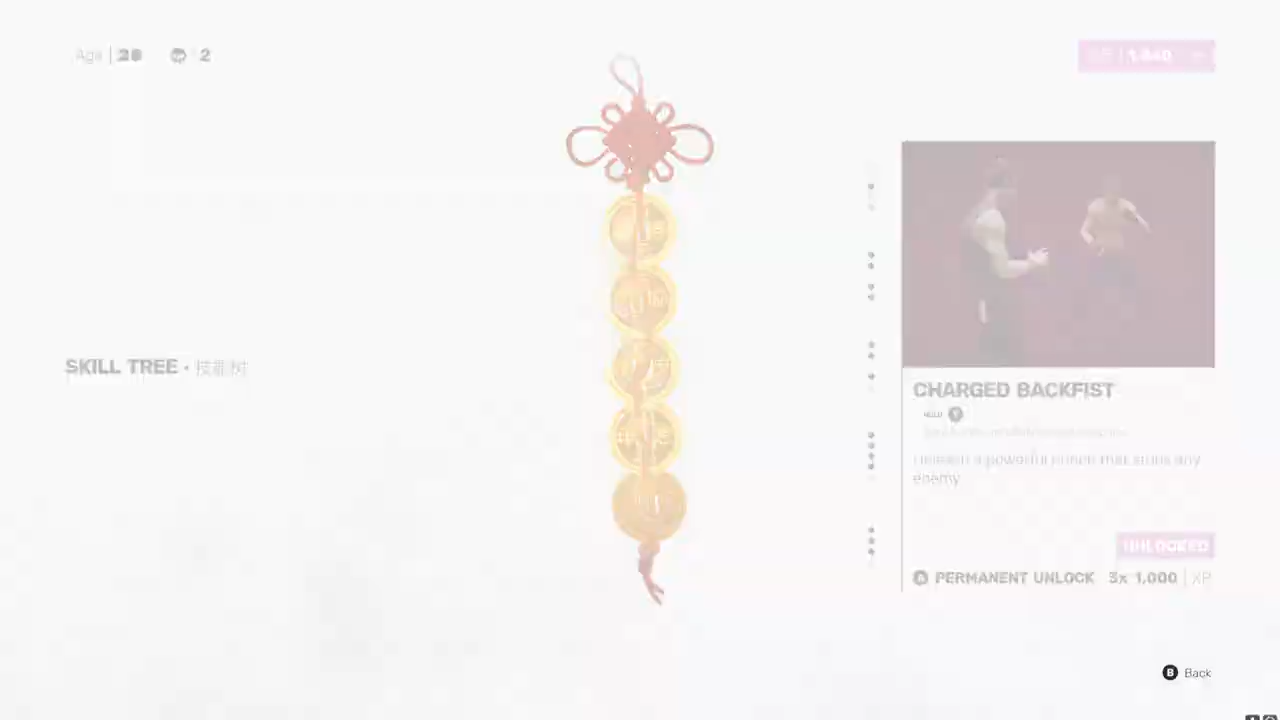 Age | 28 2
SKILL TREE · 技能树
CHARGED BACKFIST
HOLD Y
Unleash a powerful punch that stuns any
enemy
UNLOCKED
A PERMANENT UNLOCK 3x 1,000 | XP
B Back